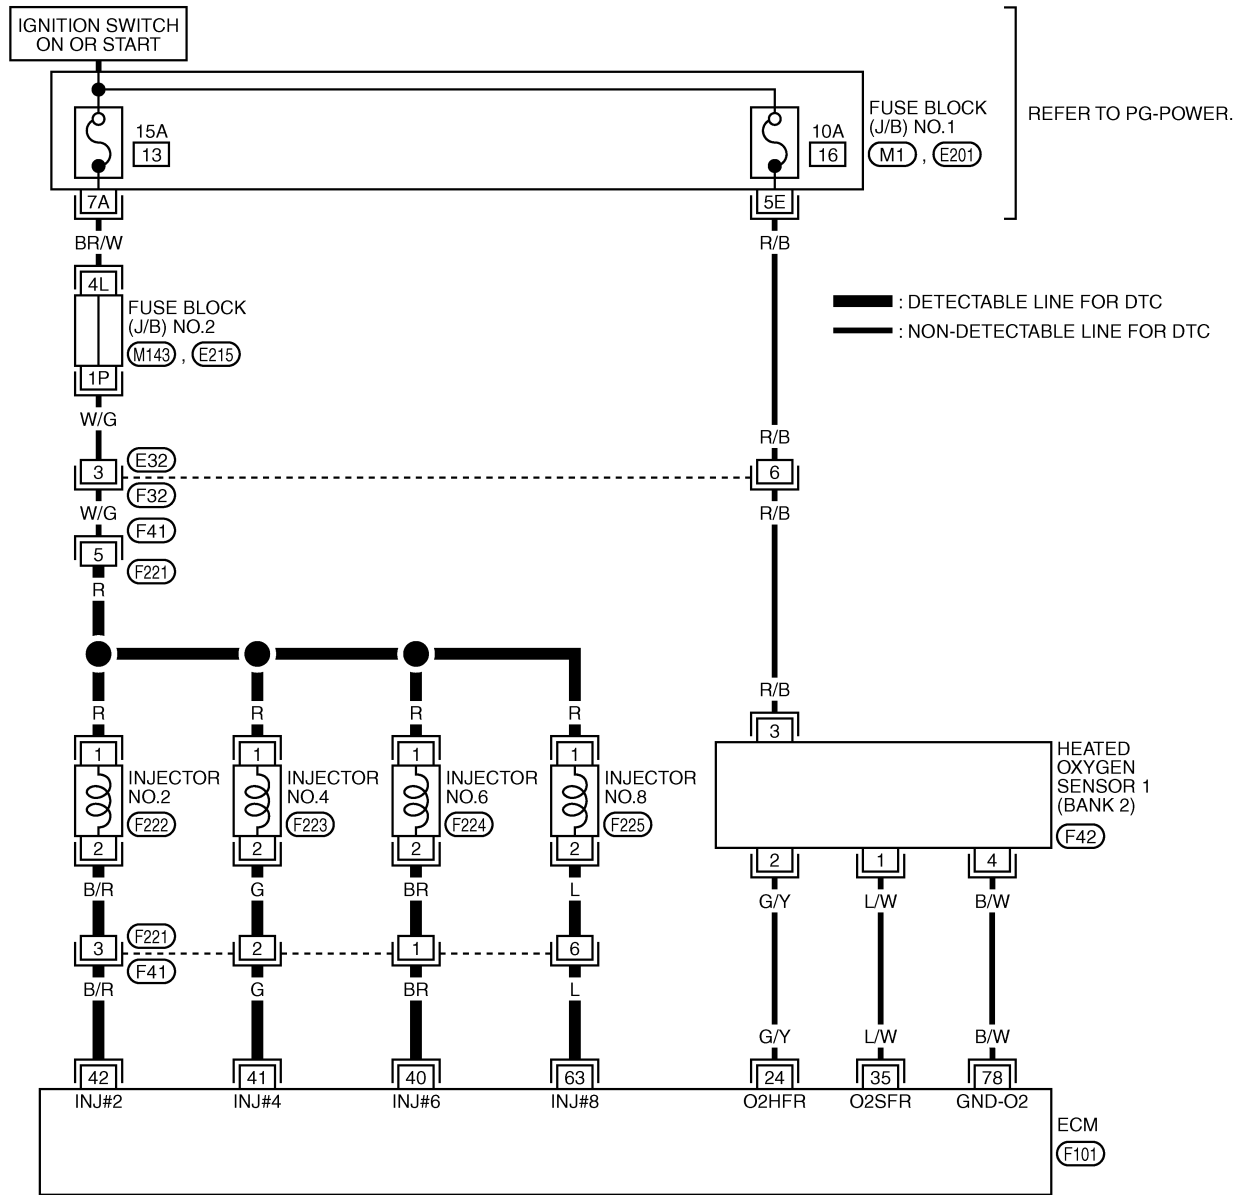 IGNITION SWITCH
ON OR START
15A
13
10A
16
FUSE BLOCK
(J/B) NO.1
M1 , E201
REFER TO PG-POWER.
7A
5E
BR/W
R/B
4L
FUSE BLOCK
(J/B) NO.2
M143 , E215
1P
: DETECTABLE LINE FOR DTC
: NON-DETECTABLE LINE FOR DTC
W/G
R/B
E32
3
6
F32
W/G
R/B
F41
5
F221
R
R/B
R
R
R
R
3
1
1
1
1
INJECTOR
NO.2
F222
INJECTOR
NO.4
F223
INJECTOR
NO.6
F224
INJECTOR
NO.8
F225
HEATED
OXYGEN
SENSOR 1
(BANK 2)
F42
2
2
2
2
2
1
4
B/R
G
BR
L
G/Y
L/W
B/W
F221
3
2
1
6
F41
B/R
G
BR
L
G/Y
L/W
B/W
42
41
40
63
24
35
78
INJ#2
INJ#4
INJ#6
INJ#8
O2HFR
O2SFR
GND-O2
ECM
F101